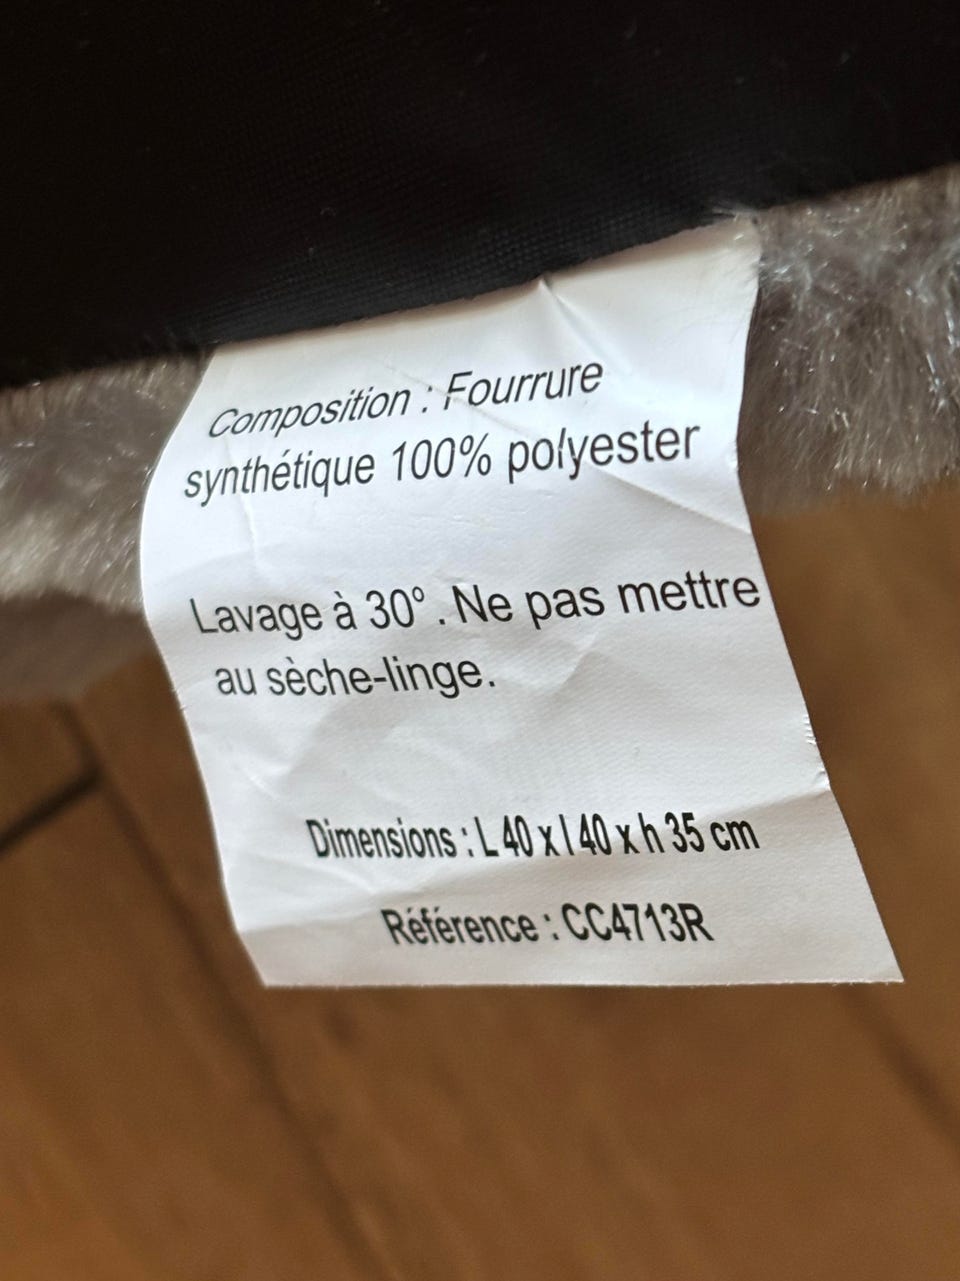 Composition : Fourrure
synthétique 100% polyester
Lavage à 30° . Ne pas mettre
au sèche-linge.
Dimensions : L 40 x l 40 x h 35 cm
Référence : CC4713R